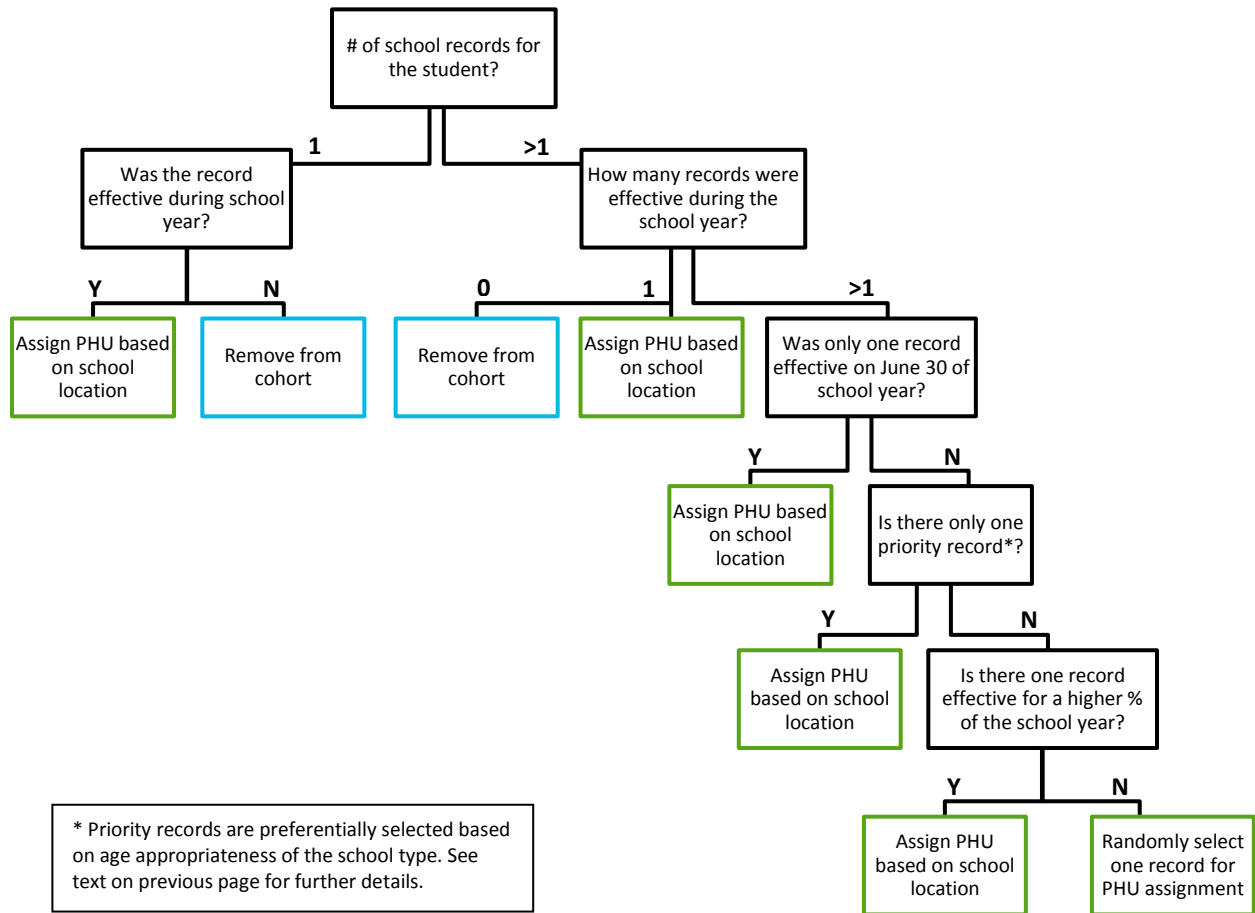 # of school records for
the student?
1
>1
Was the record
effective during school
year?
How many records were
effective during the
school year?
Y
N
0
1
>1
Assign PHU based
on school
location
Remove from
cohort
Remove from
cohort
Assign PHU based
on school
location
Was only one record
effective on June 30 of
school year?
Y
N
Assign PHU based
on school
location
Is there only one
priority record*?
Y
N
Assign PHU
based on school
location
Is there one record
effective for a higher %
of the school year?
Y
N
Assign PHU
based on school
location
Randomly select
one record for
PHU assignment
* Priority records are preferentially selected based
on age appropriateness of the school type. See
text on previous page for further details.